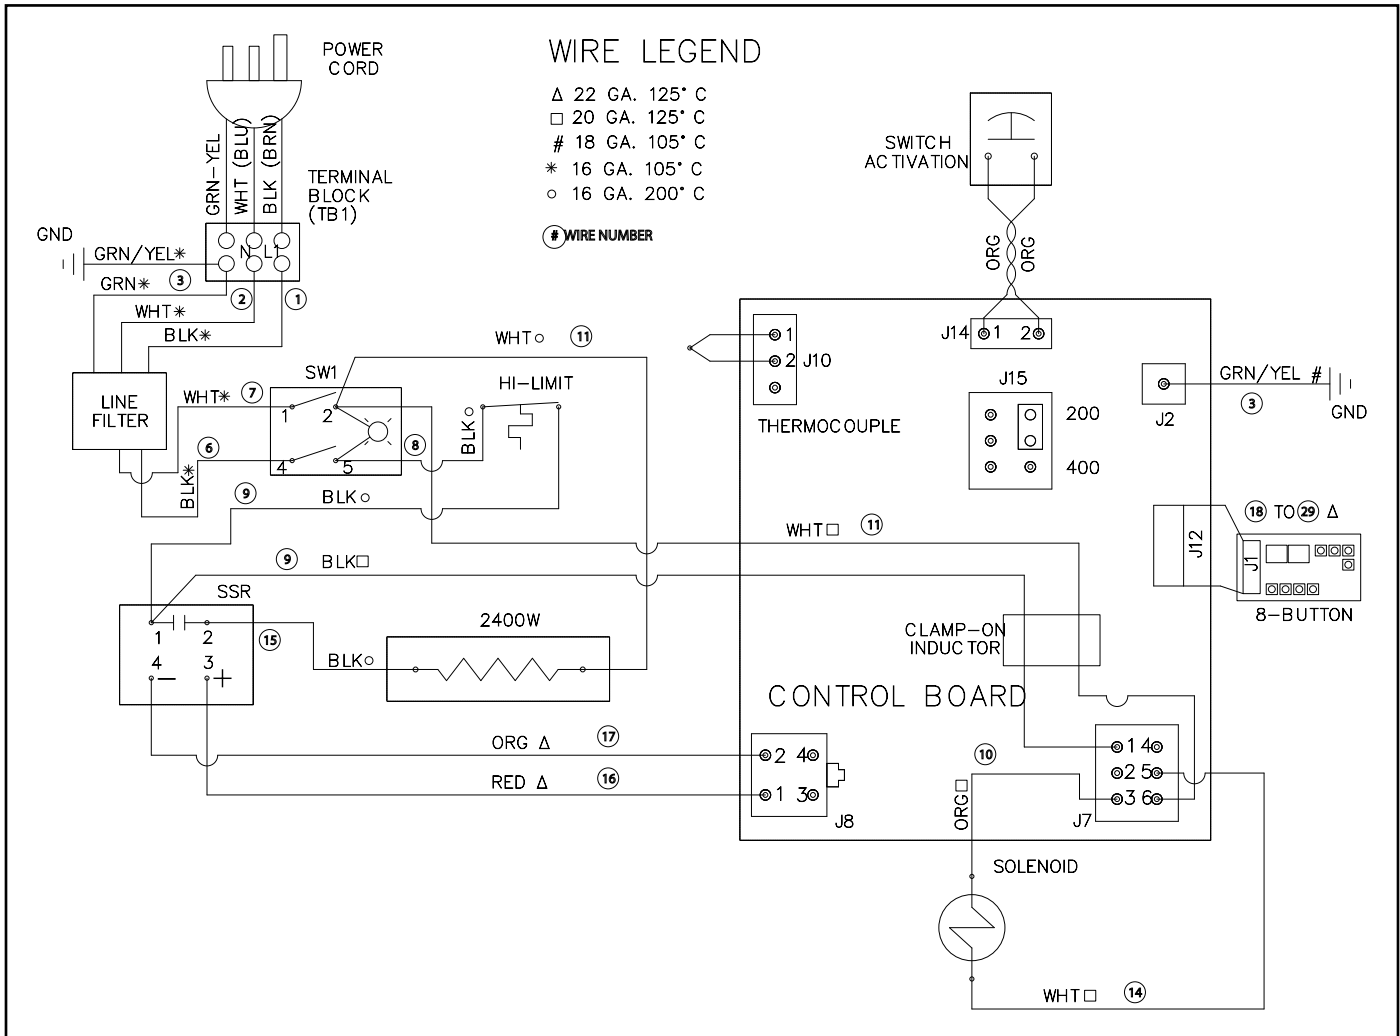 POWER
CORD
WIRE LEGEND
Δ 22 GA. 125° C
□ 20 GA. 125° C
# 18 GA. 105° C
✳ 16 GA. 105° C
○ 16 GA. 200° C
# WIRE NUMBER
GRN-YEL
WHT (BLU)
BLK (BRN)
TERMINAL
BLOCK
(TB1)
SWITCH
ACTIVATION
ORG
ORG
GND
GRN/YEL✳
N L1
3
2
1
GRN✳
WHT✳
BLK✳
LINE
FILTER
WHT✳
7
6
BLK✳
SW1
1
2
4
5
8
WHT○
11
HI-LIMIT
BLK○
9
BLK○
9
BLK□
WHT□
11
J10
1
2
THERMOCOUPLE
J14
1
2
J15
200
400
J2
GRN/YEL #
3
GND
J12
18 TO 29 Δ
J1
8-BUTTON
SSR
1
2
4
3
—
+
15
BLK○
2400W
CLAMP-ON
INDUCTOR
CONTROL BOARD
ORG Δ
17
RED Δ
16
2 4
1 3
J8
10
ORG□
1 4
2 5
3 6
J7
SOLENOID
WHT□
14